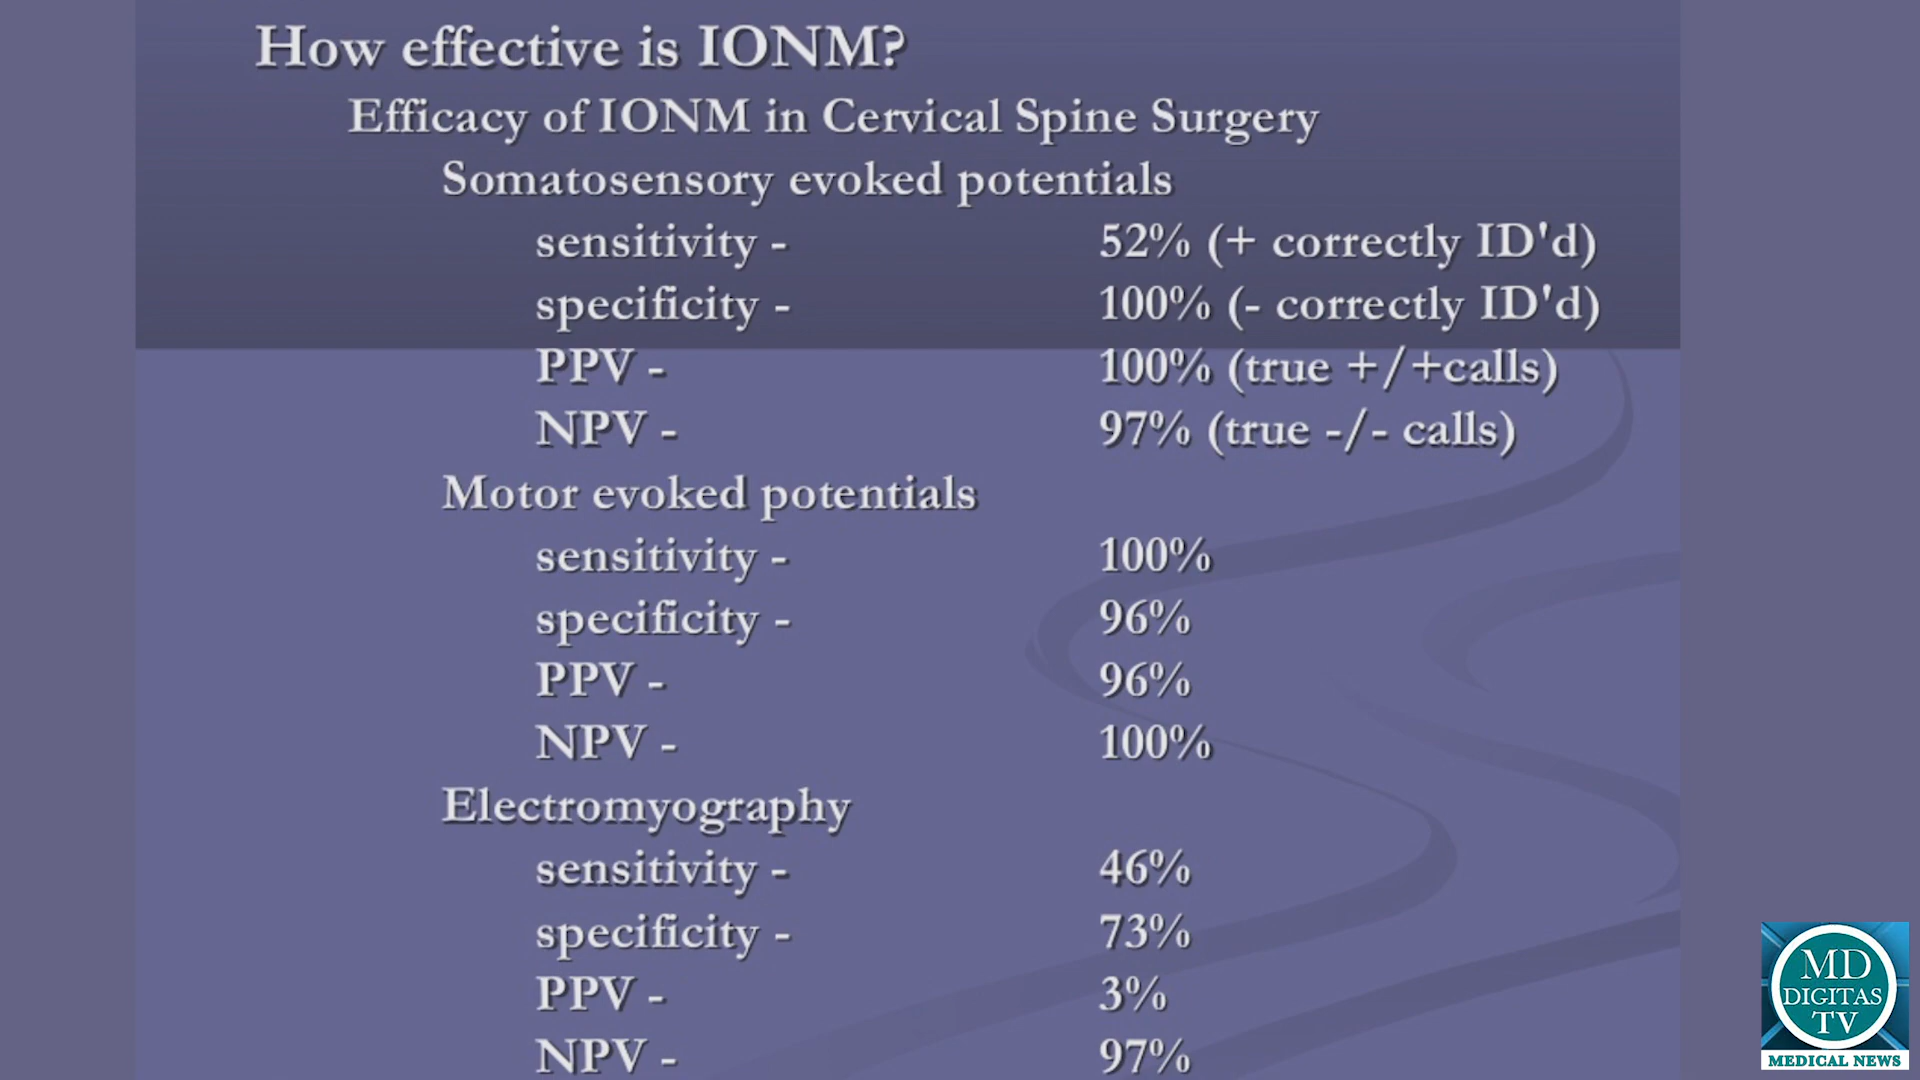 How effective is IONM?
Efficacy of IONM in Cervical Spine Surgery
Somatosensory evoked potentials
sensitivity - 52% (+ correctly ID'd)
specificity - 100% (- correctly ID'd)
PPV - 100% (true +/+calls)
NPV - 97% (true -/- calls)
Motor evoked potentials
sensitivity - 100%
specificity - 96%
PPV - 96%
NPV - 100%
Electromyography
sensitivity - 46%
specificity - 73%
PPV - 3%
NPV - 97%
MD
DIGITAS
TV
MEDICAL NEWS